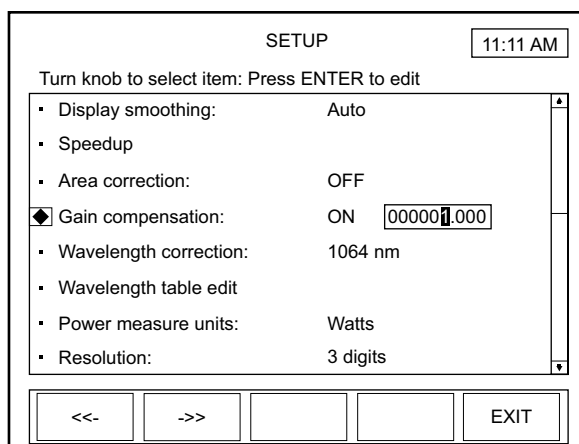 SETUP 11:11 AM
Turn knob to select item: Press ENTER to edit
Display smoothing: Auto
Speedup
Area correction: OFF
Gain compensation: ON 000001.000
Wavelength correction: 1064 nm
Wavelength table edit
Power measure units: Watts
Resolution: 3 digits
<<- ->> EXIT